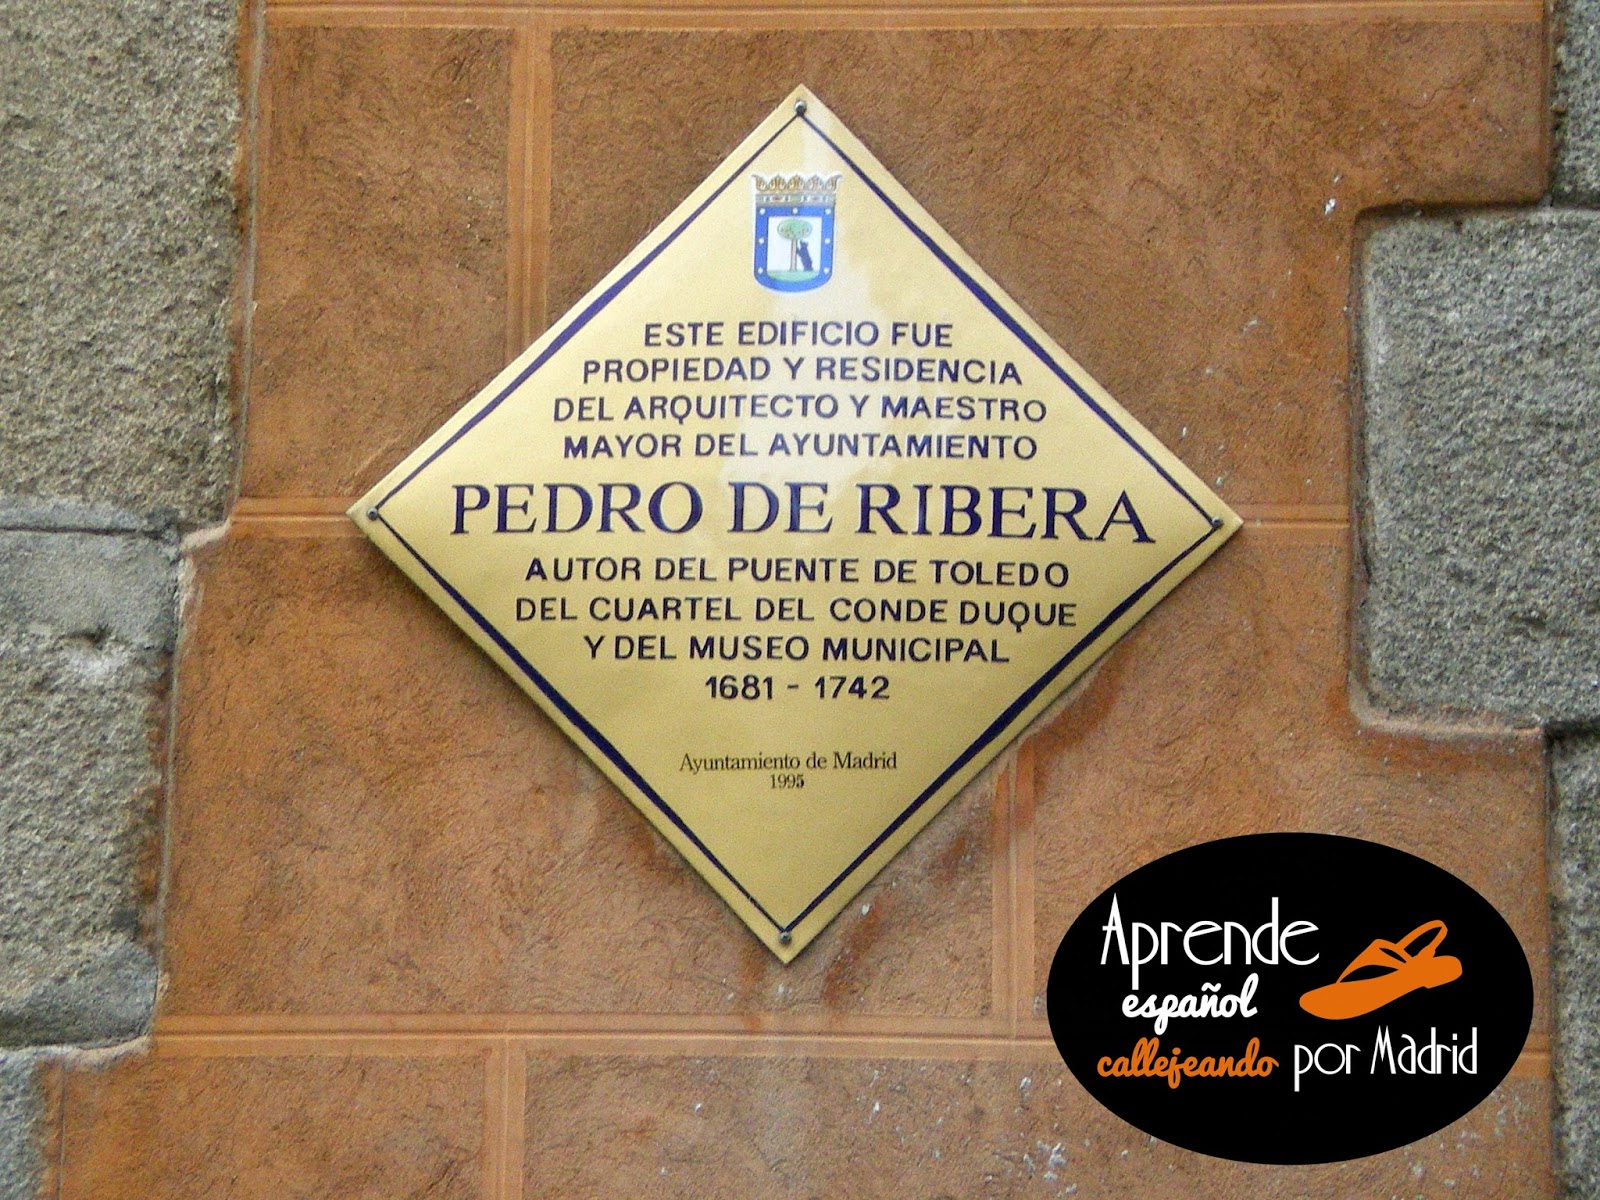 ESTE EDIFICIO FUE
PROPIEDAD Y RESIDENCIA
DEL ARQUITECTO Y MAESTRO
MAYOR DEL AYUNTAMIENTO
PEDRO DE RIBERA
AUTOR DEL PUENTE DE TOLEDO
DEL CUARTEL DEL CONDE DUQUE
Y DEL MUSEO MUNICIPAL
1681 - 1742
Ayuntamiento de Madrid
1995
Aprende
español
callejeando por Madrid